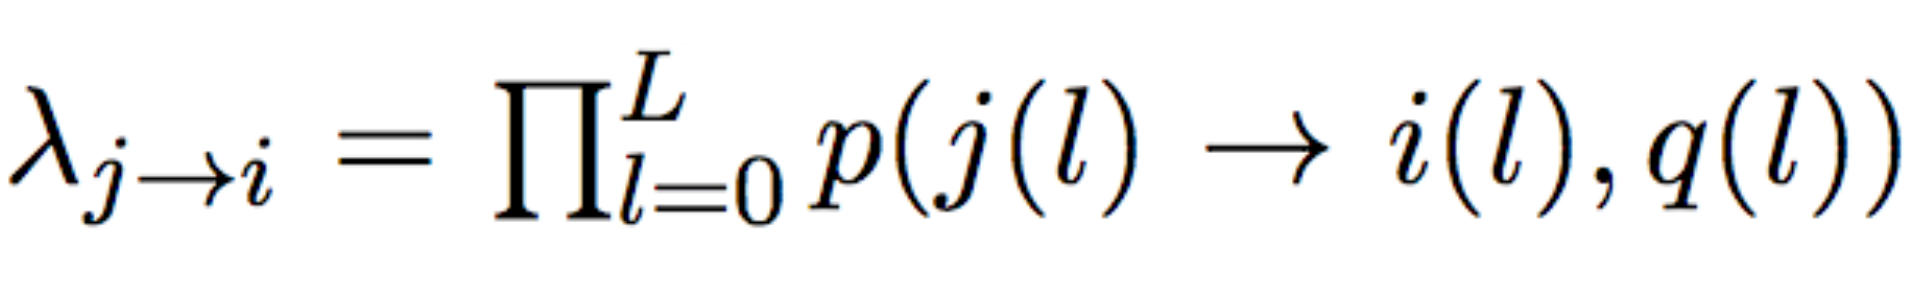 λ_{j→i} = ∏_{l=0}^{L} p(j(l) → i(l), q(l))